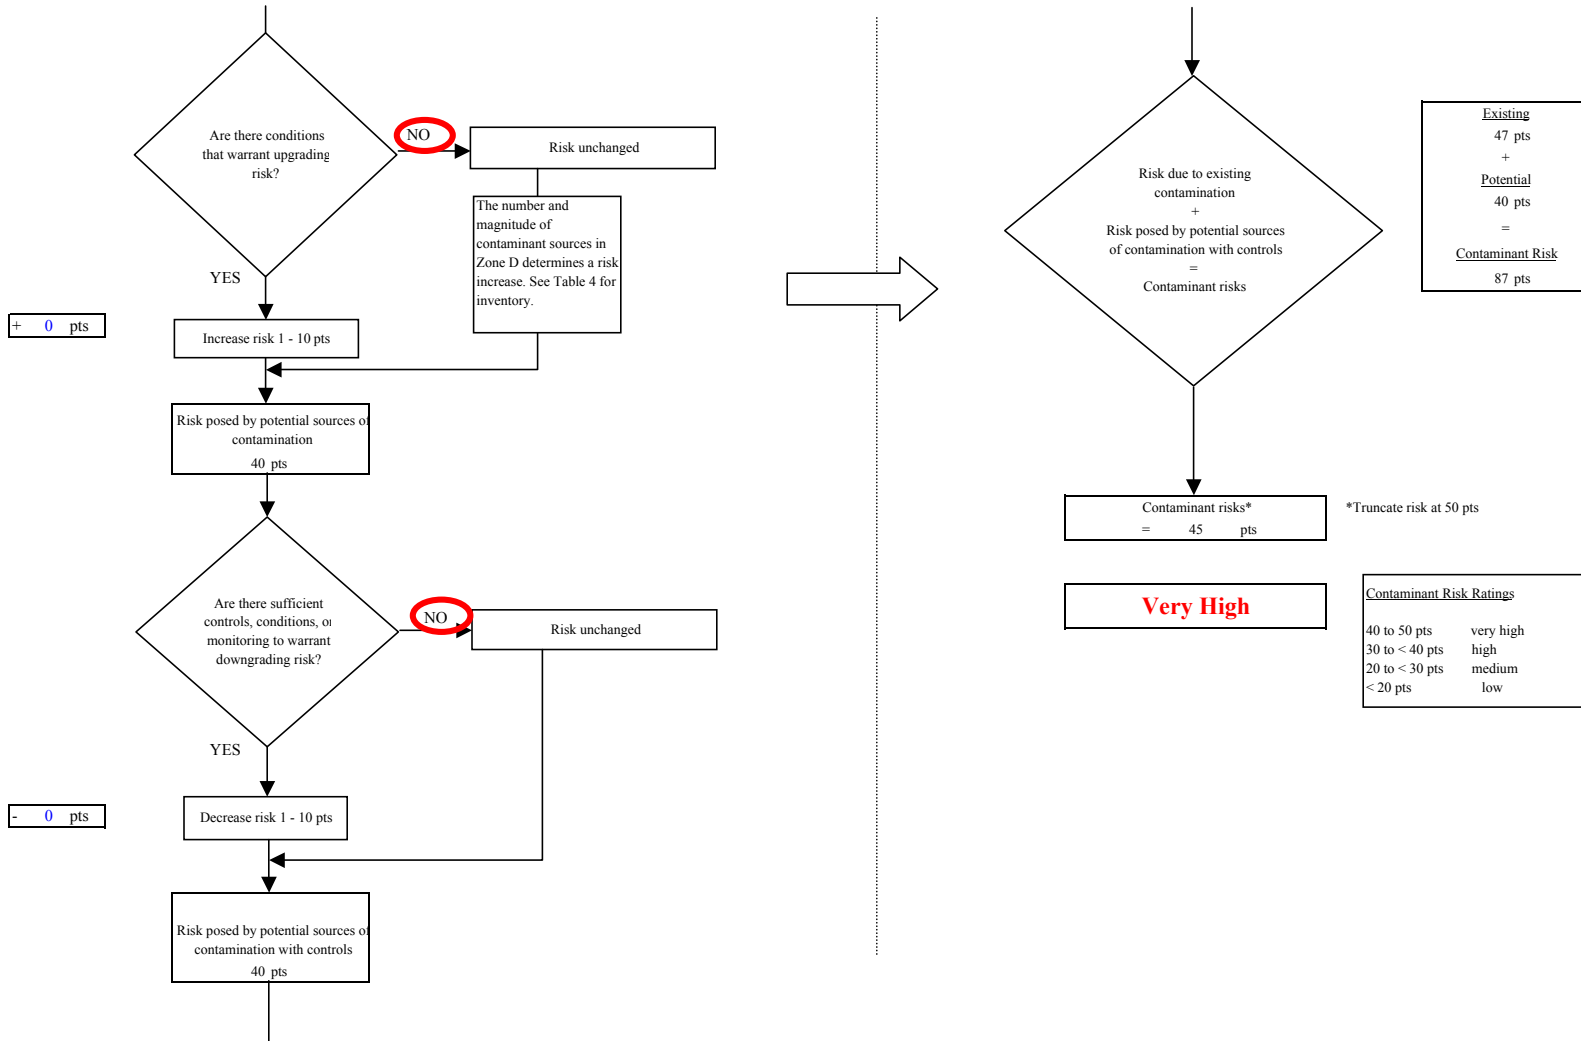 Are there conditions
that warrant upgrading
risk?
NO
Risk unchanged
The number and
magnitude of
contaminant sources in
Zone D determines a risk
increase. See Table 4 for
inventory.
YES
+ 0 pts
Increase risk 1 - 10 pts
Risk posed by potential sources of
contamination
40 pts
Are there sufficient
controls, conditions, or
monitoring to warrant
downgrading risk?
NO
Risk unchanged
YES
- 0 pts
Decrease risk 1 - 10 pts
Risk posed by potential sources of
contamination with controls
40 pts
Risk due to existing
contamination
+
Risk posed by potential sources
of contamination with controls
=
Contaminant risks
Existing
47 pts
+
Potential
40 pts
=
Contaminant Risk
87 pts
Contaminant risks*
= 45 pts
*Truncate risk at 50 pts
Very High
Contaminant Risk Ratings
40 to 50 pts very high
30 to < 40 pts high
20 to < 30 pts medium
< 20 pts low